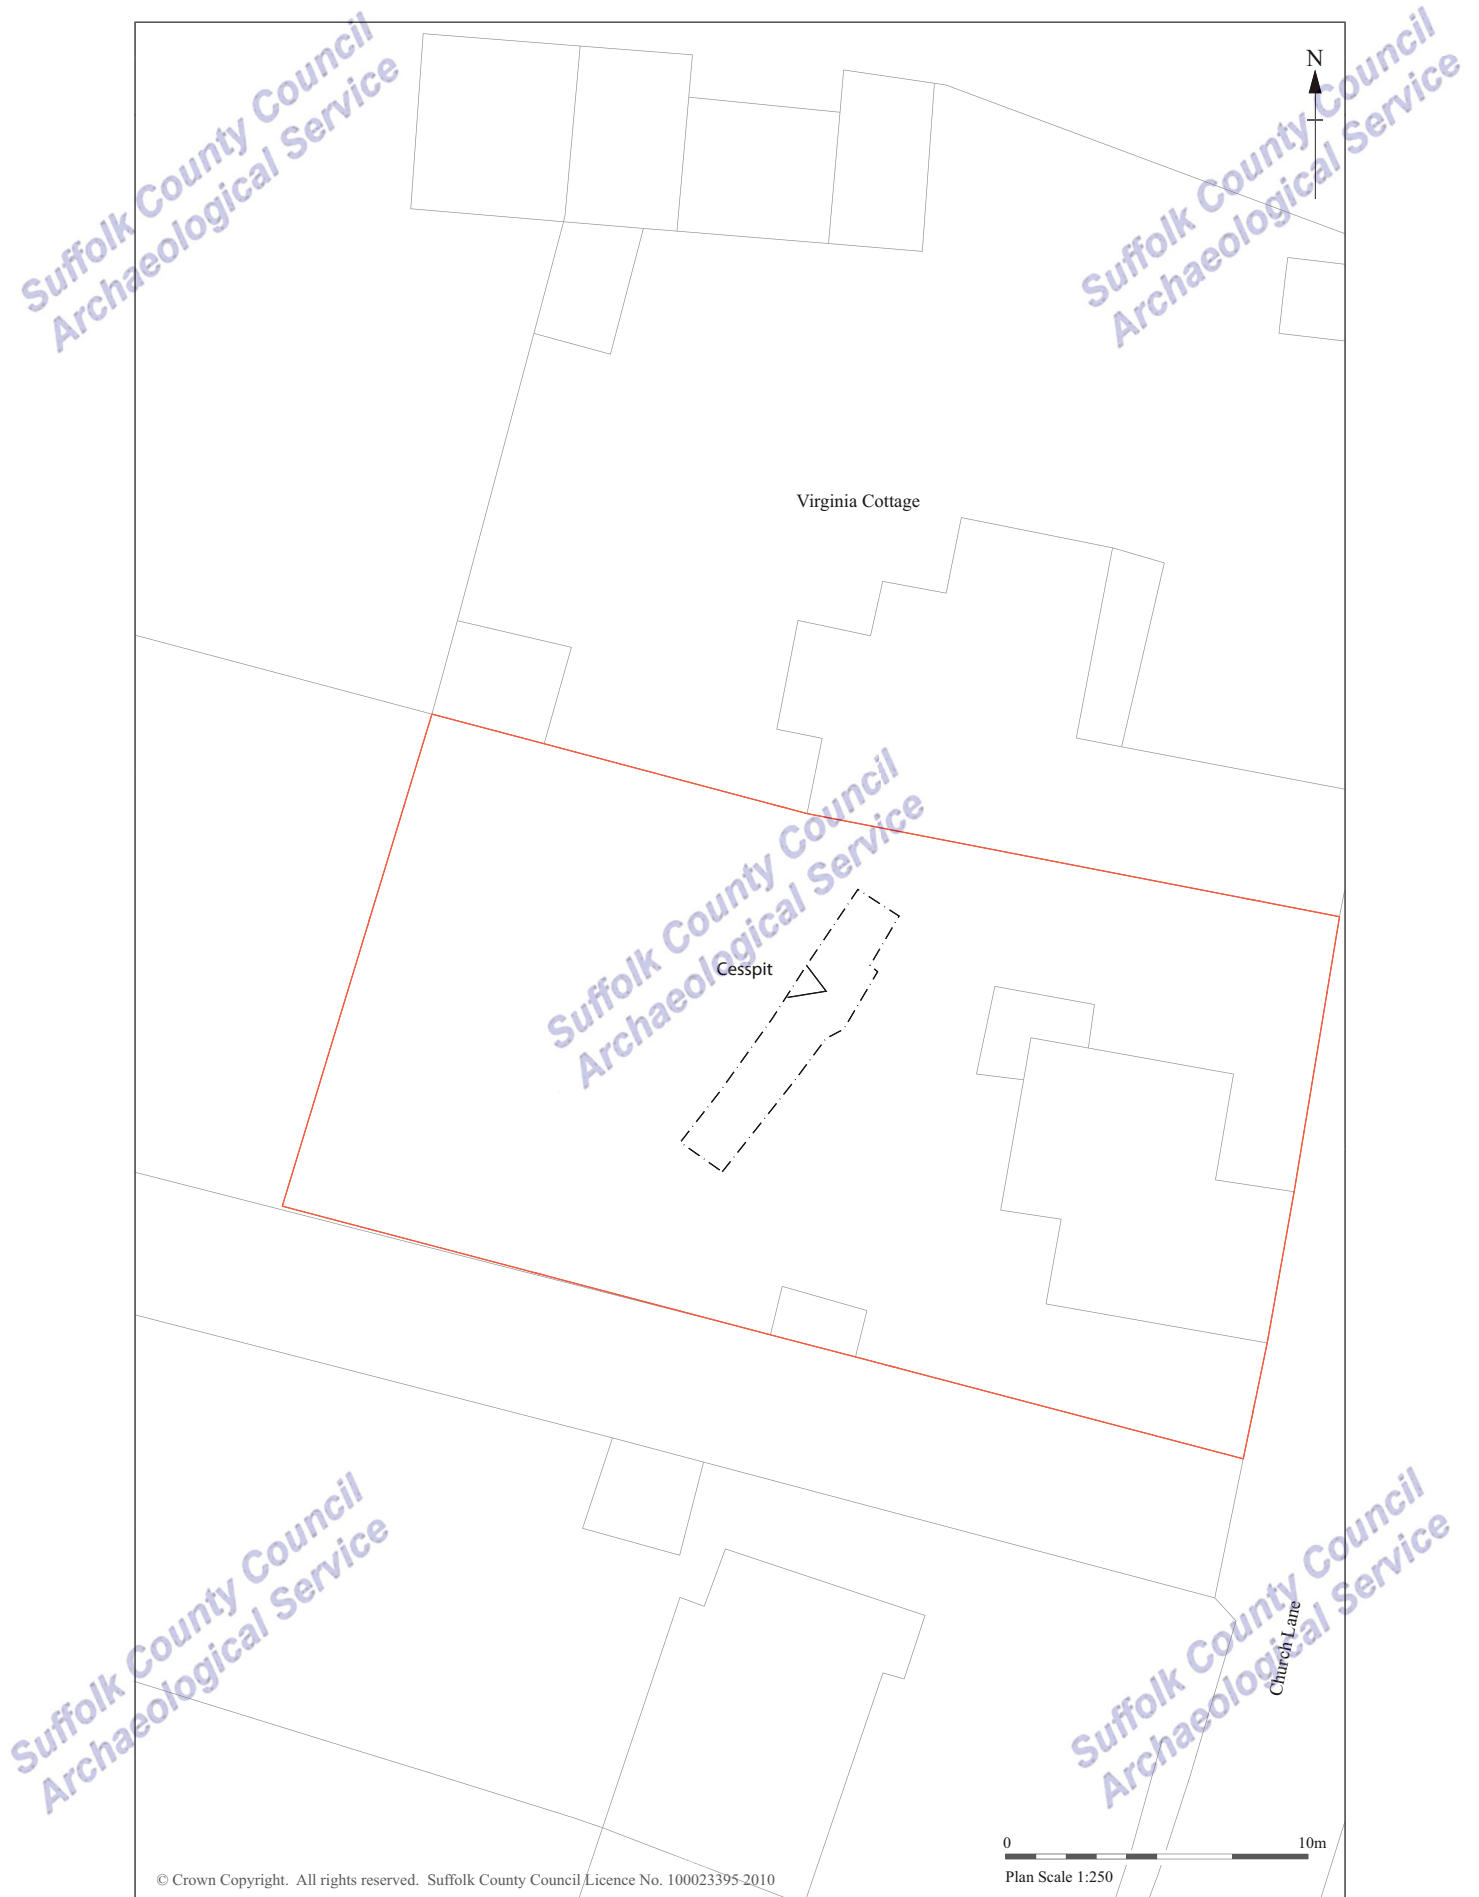 Suffolk County Council
Archaeological Service
N
Suffolk County Council
Archaeological Service
Virginia Cottage
Suffolk County Council
Archaeological Service
Cesspit
Suffolk County Council
Archaeological Service
Suffolk County Council
Archaeological Service
Church Lane
0 10m
Plan Scale 1:250
© Crown Copyright. All rights reserved. Suffolk County Council Licence No. 100023395 2010